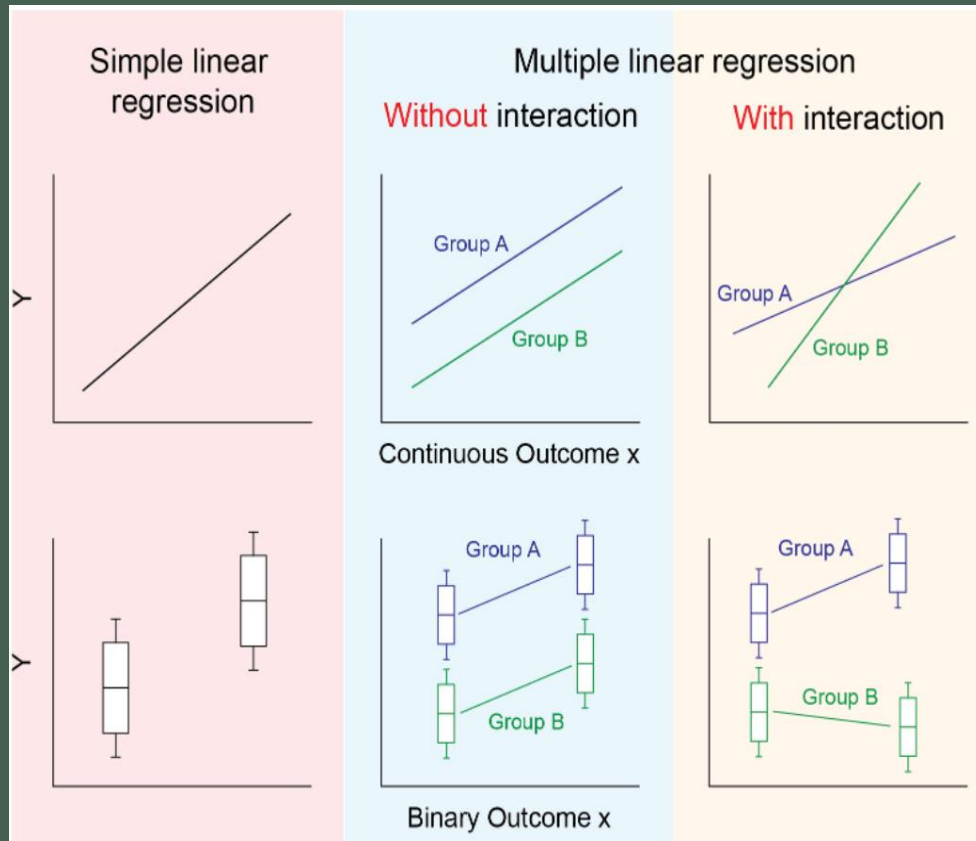 Simple linear
regression
Multiple linear regression
Without interaction
With interaction
Y
Group A
Group B
Group A
Group B
Continuous Outcome x
Y
Group A
Group B
Group A
Group B
Binary Outcome x